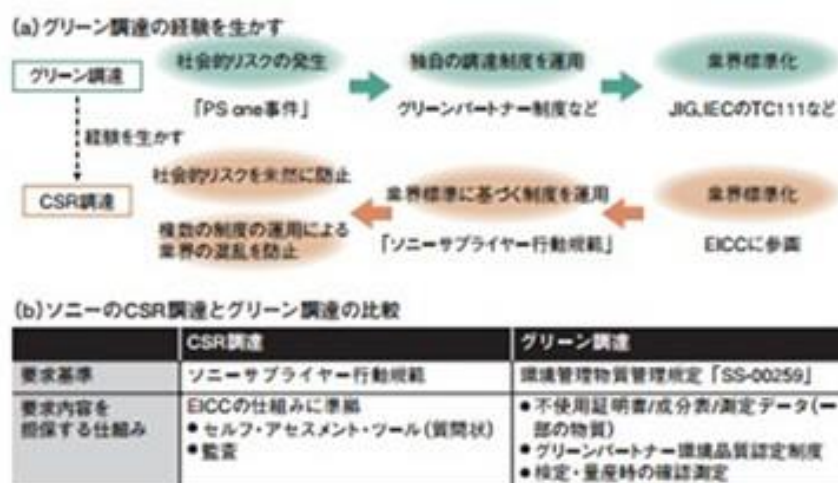 (a)グリーン調達の経験を生かす
グリーン調達
社会的リスクの発生
独自の調達制度を運用
業界標準化
「PS one事件」
グリーンパートナー制度など
JIG、IECのTC111など
経験を生かす
CSR調達
社会的リスクを未然に防止
複数の制度の運用による
業界の混乱を防止
業界標準に基づく制度を運用
業界標準化
「ソニーサプライヤー行動規範」
EICCに参画
(b)ソニーのCSR調達とグリーン調達の比較
CSR調達
グリーン調達
要求基準
ソニーサプライヤー行動規範
環境管理物質管理規定「SS-00259」
要求内容を
担保する仕組み
EICCの仕組みに準拠
●セルフ・アセスメント・ツール(質問状)
●監査
●不使用証明書/成分表/測定データ(一
部の物質)
●グリーンパートナー環境品質認定制度
●検定・量産時の確認測定